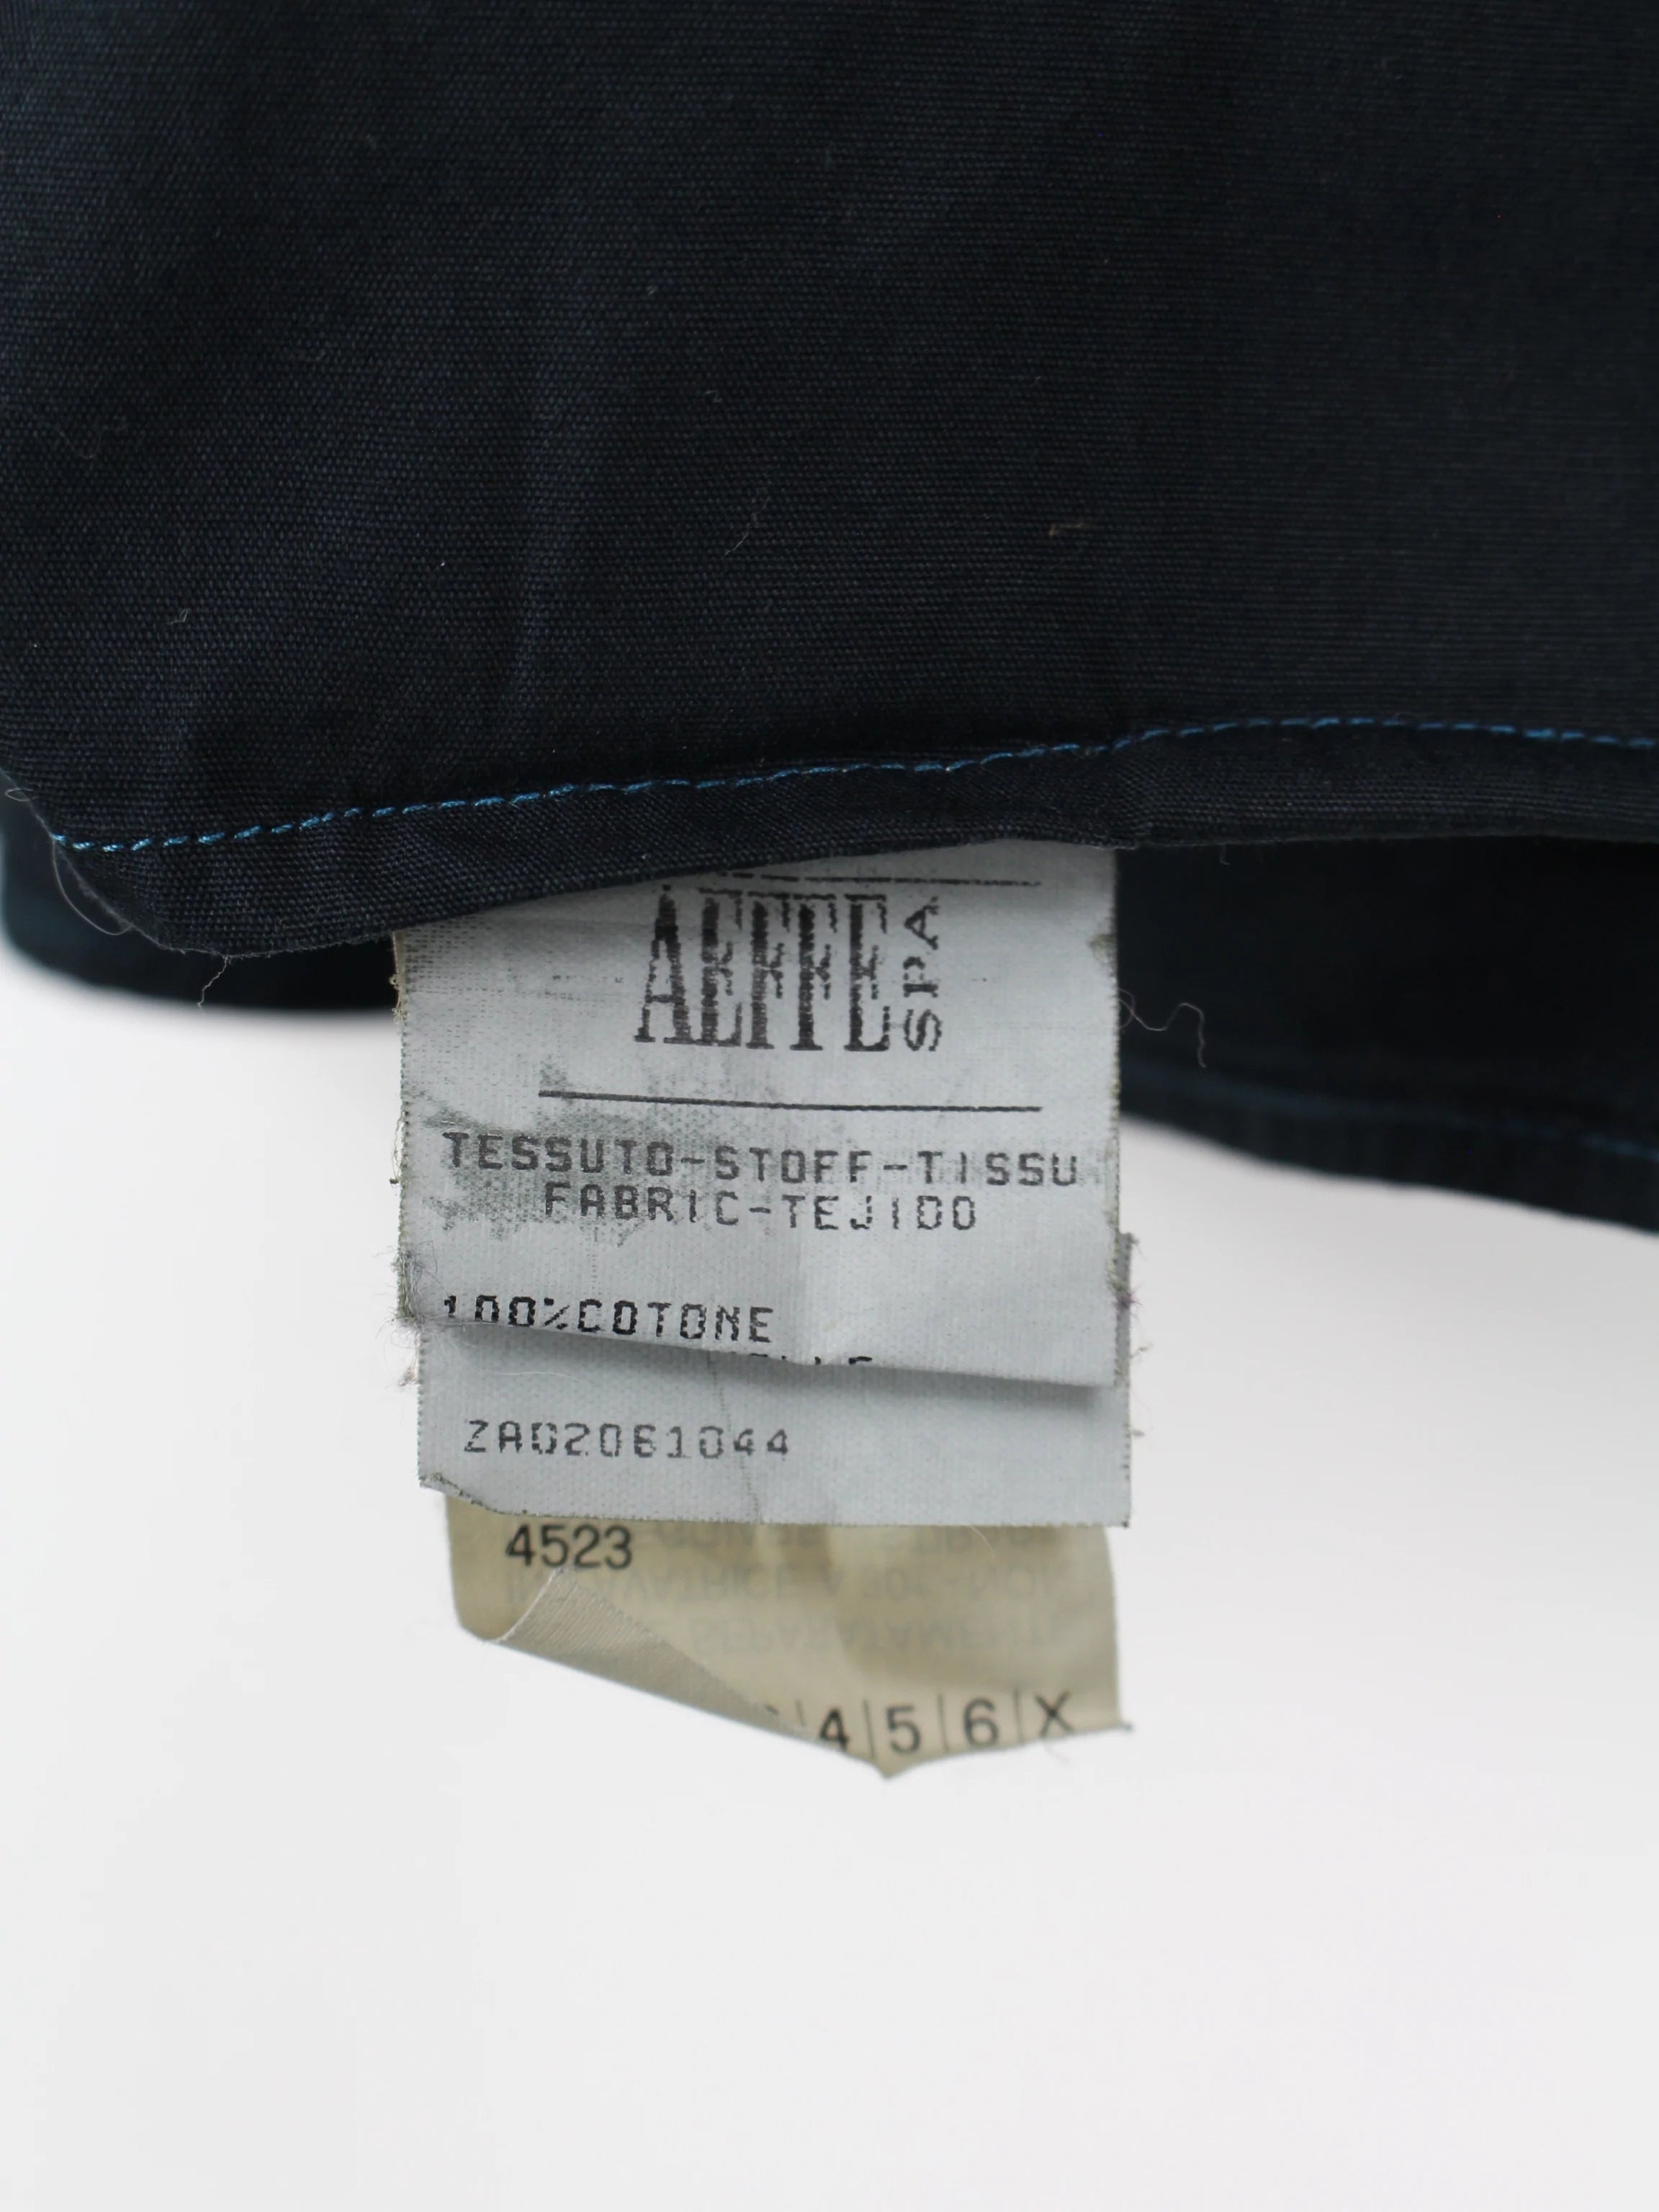 AEFFE SPA
TESSUTO-STOFF-TISSU
FABRIC-TEJIDO
100%COTONE
ZA02061044
4523
4|5|6|X